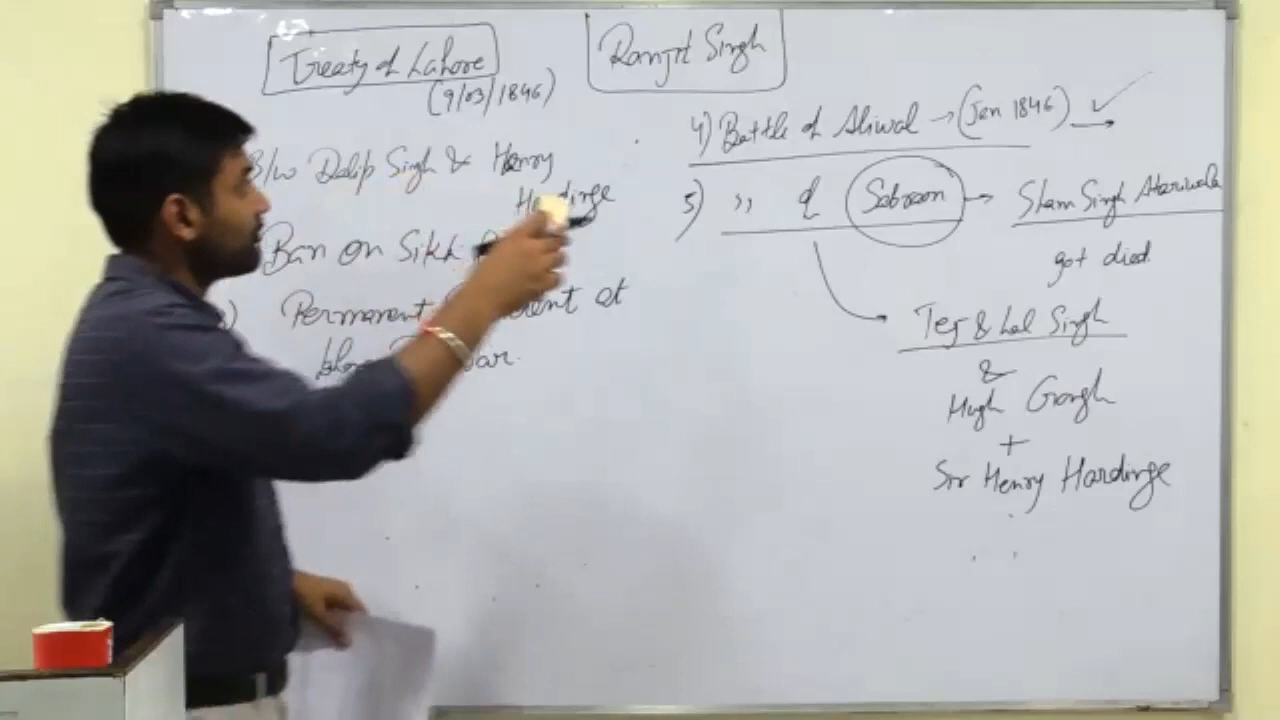 Treaty of Lahore
(9/03/1846)
B/w Dalip Singh & Henry
Hardinge
Ban on Sikh
Permanent at
Ranjit Singh
4) Battle of Aliwal → (Jan 1846) → ✓
5) ,, of Sobraon → Sham Singh Atariwala
got died
Tej & Lal Singh
&
Hugh Gough
+
Sir Henry Hardinge